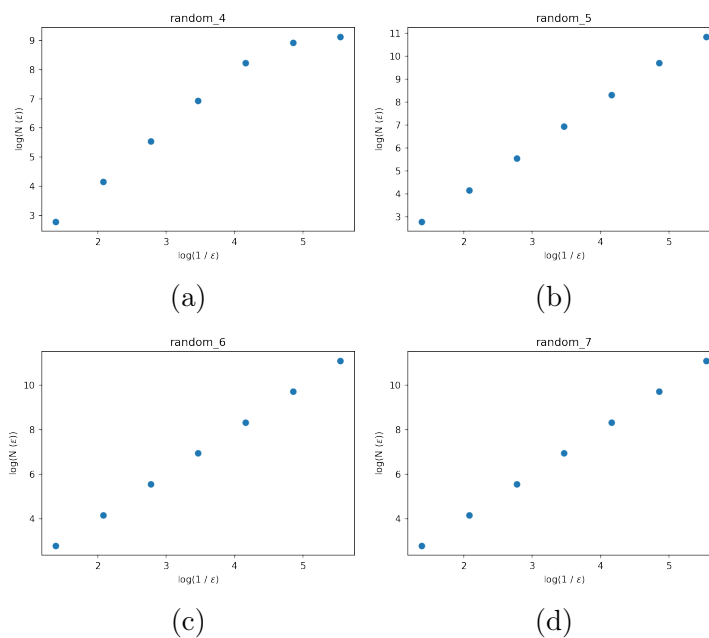 random_4
9
8
7
6
5
4
3
log(N (ε))
2 3 4 5
log(1 / ε)
(a)
random_5
11
10
9
8
7
6
5
4
3
log(N (ε))
2 3 4 5
log(1 / ε)
(b)
random_6
10
8
6
4
log(N (ε))
2 3 4 5
log(1 / ε)
(c)
random_7
10
8
6
4
log(N (ε))
2 3 4 5
log(1 / ε)
(d)